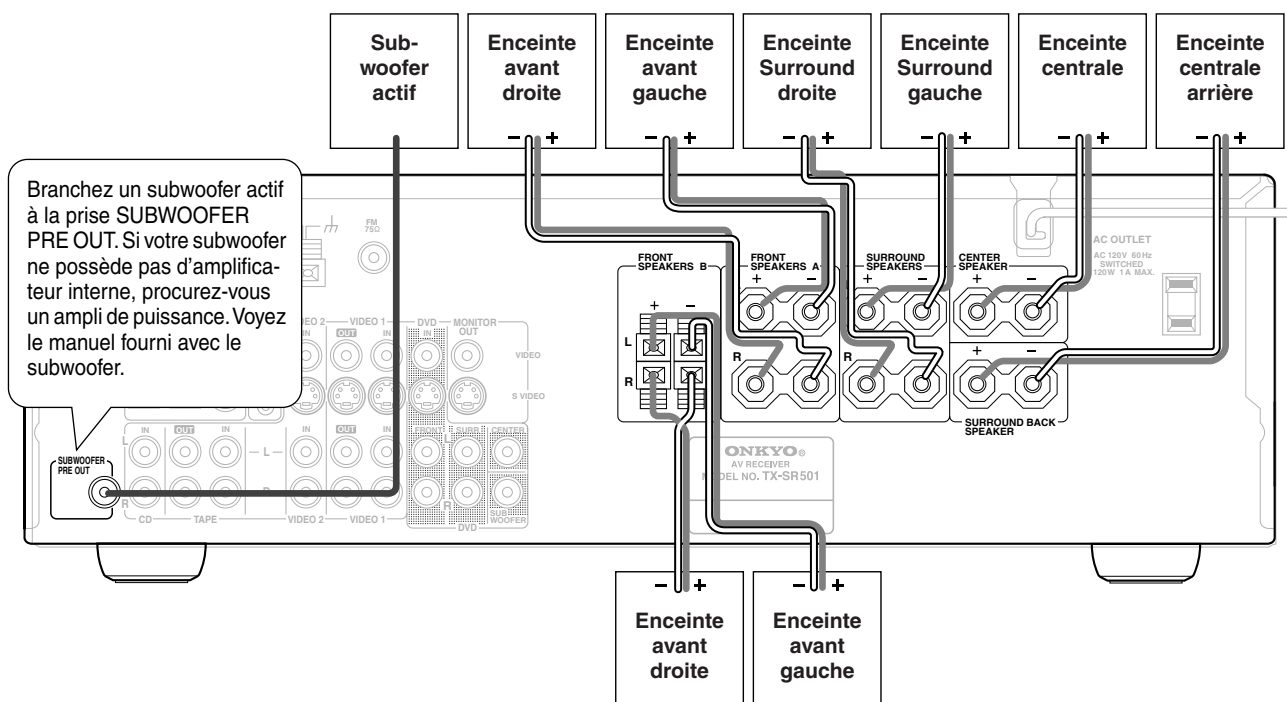 Sub-
woofer
actif
Enceinte
avant
droite
Enceinte
avant
gauche
Enceinte
Surround
droite
Enceinte
Surround
gauche
Enceinte
centrale
Enceinte
centrale
arrière
– +
– +
– +
– +
– +
– +
Branchez un subwoofer actif
à la prise SUBWOOFER
PRE OUT. Si votre subwoofer
ne possède pas d’amplifica-
teur interne, procurez-vous
un ampli de puissance. Voyez
le manuel fourni avec le
subwoofer.
FM
75Ω
FRONT
SPEAKERS B
+ –
L
R
FRONT
SPEAKERS A
+ –
R
SURROUND
SPEAKERS
+ –
R
CENTER
SPEAKER
+ –
+ –
SURROUND BACK
SPEAKER
AC OUTLET
AC 120V 60Hz
SWITCHED
120W 1A MAX.
VIDEO 1
DVD
MONITOR
OUT
IN
OUT
IN
IN
VIDEO
S VIDEO
IN
OUT
IN
IN
OUT
IN
FRONT
SURR
CENTER
L
L
L
R
R
SUB
WOOFER
CD
TAPE
VIDEO 2
VIDEO 1
DVD
SUBWOOFER
PRE OUT
ONKYO®
AV RECEIVER
MODEL NO. TX-SR501
– +
– +
Enceinte
avant
droite
Enceinte
avant
gauche